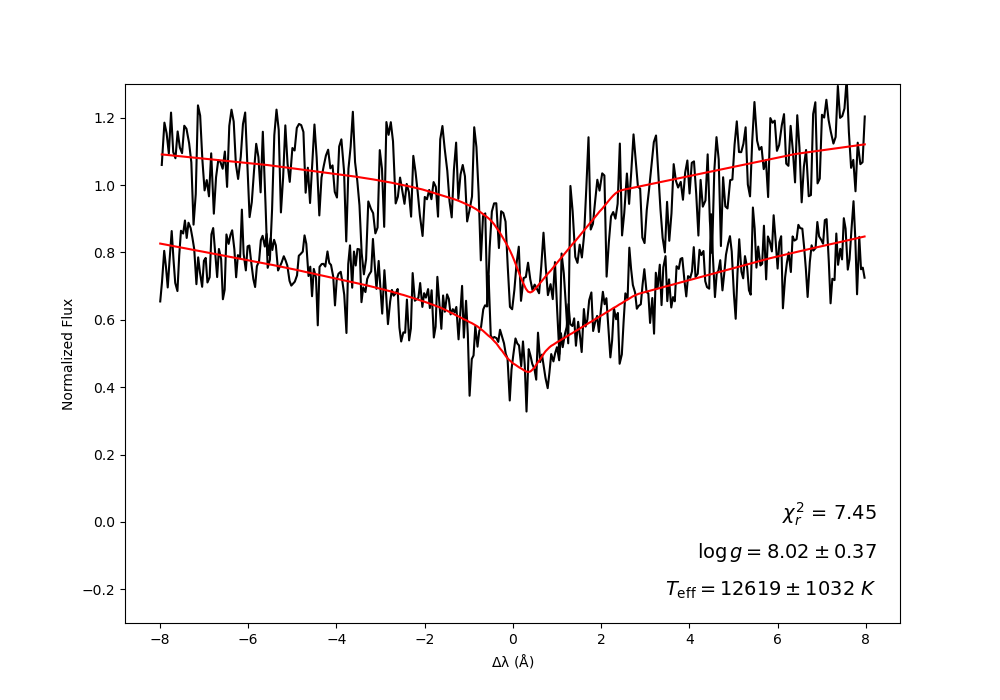 1.2
1.0
0.8
0.6
0.4
0.2
0.0
−0.2
Normalized Flux
χ²ᵣ = 7.45
log g = 8.02 ± 0.37
T_eff = 12619 ± 1032 K
−8 −6 −4 −2 0 2 4 6 8
Δλ (Å)